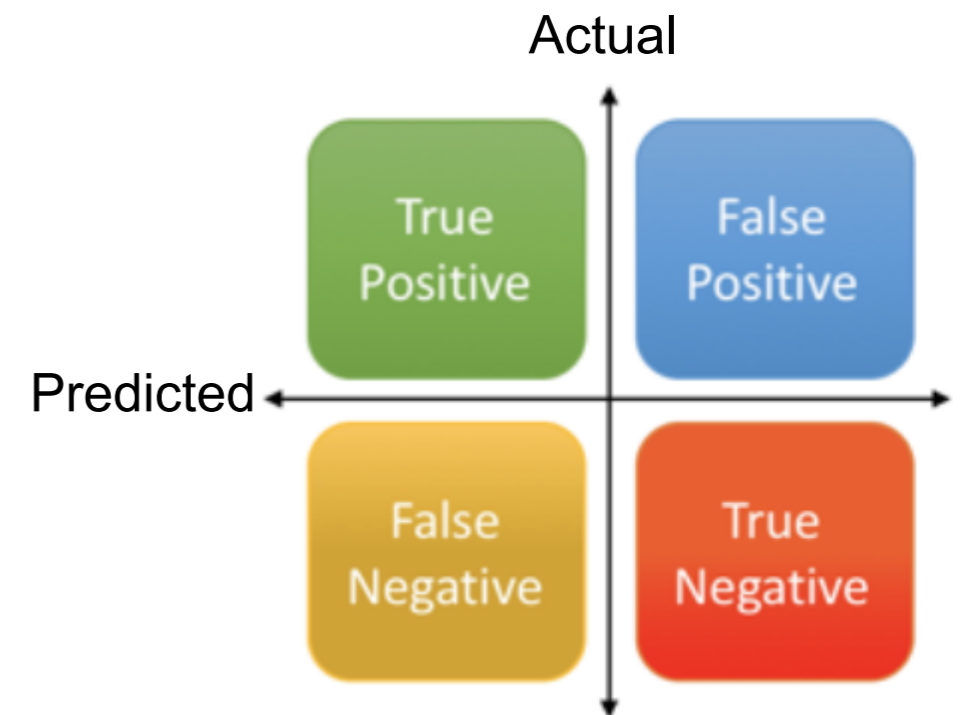 Actual
True
Positive
False
Positive
Predicted
False
Negative
True
Negative